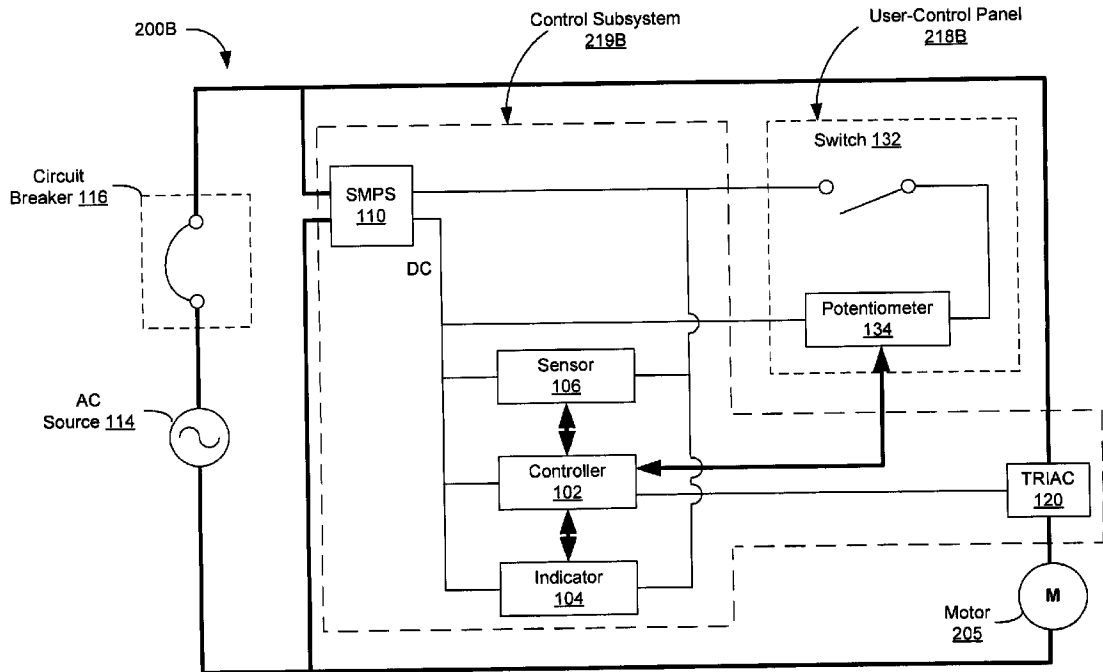 200B
Control Subsystem
219B
User-Control Panel
218B
Switch 132
Circuit
Breaker 116
SMPS
110
DC
Potentiometer
134
Sensor
106
AC
Source 114
Controller
102
TRIAC
120
Indicator
104
M
Motor
205